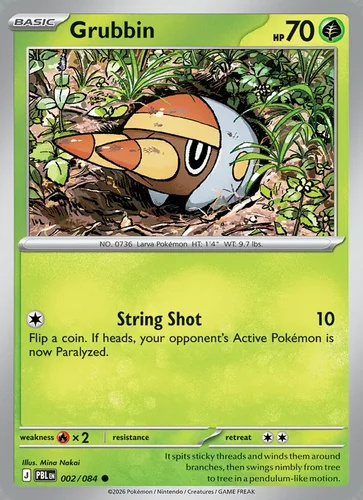 BASIC Grubbin HP 70
NO. 0736 Larva Pokémon HT: 1'4" WT: 9.7 lbs.
String Shot 10
Flip a coin. If heads, your opponent's Active Pokémon is
now Paralyzed.
weakness ×2 resistance retreat
Illus. Mina Nakai
J PBL EN 002/084
It spits sticky threads and winds them around
branches, then swings nimbly from tree
to tree in a pendulum-like motion.
©2026 Pokémon / Nintendo / Creatures / GAME FREAK